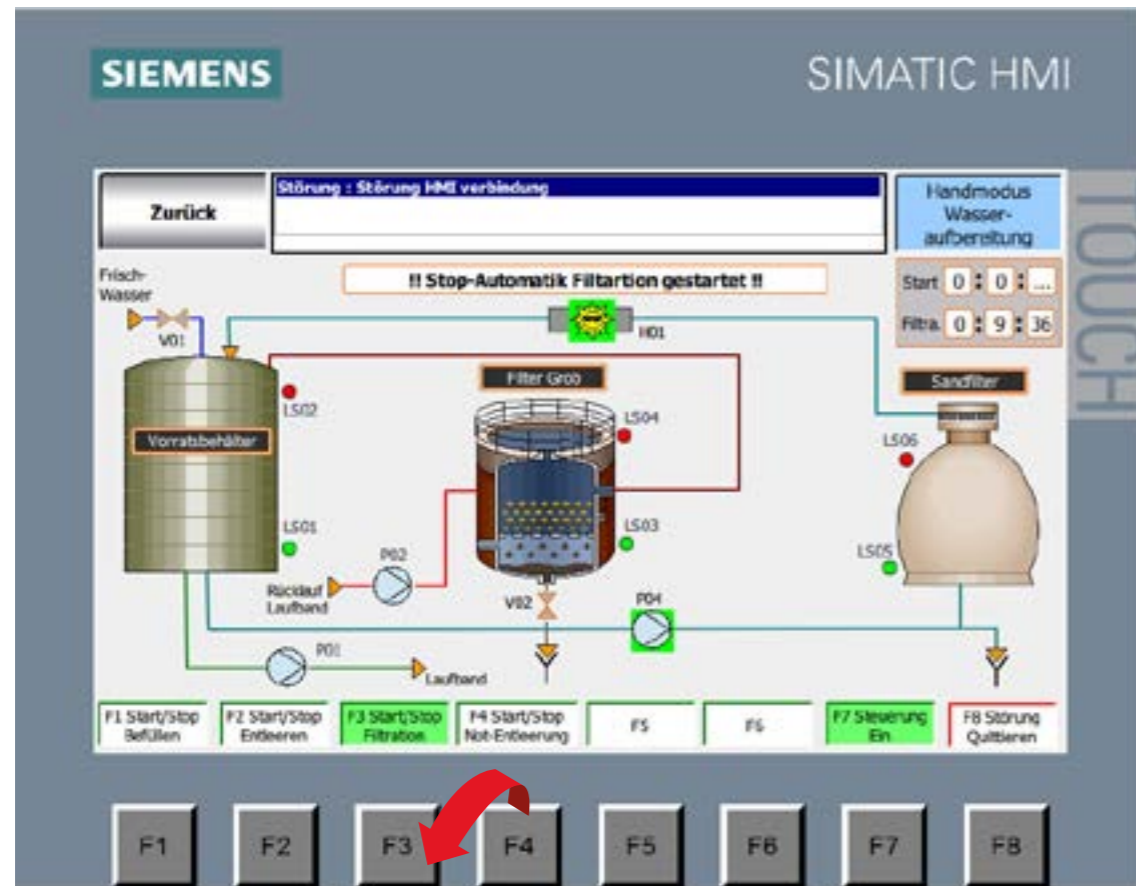 SIEMENS
SIMATIC HMI
TOUCH
Zurück
Störung : Störung HMI verbindung
Handmodus
Wasser-
aufbereitung
Frisch-
Wasser
!! Stop-Automatik Filtartion gestartet !!
Start 0 : 0 : ...
Filtra. 0 : 9 : 36
V01
H01
LS02
Filter Grob
Sandfilter
LS04
LS06
Vorratsbehälter
LS01
LS03
LS05
P02
Rücklauf
Laufband
V02
P04
P01
Laufband
F1 Start/Stop
Befüllen
F2 Start/Stop
Entleeren
F3 Start/Stop
Filtration
F4 Start/Stop
Not-Entleerung
F5
F6
F7 Steuerung
Ein
F8 Störung
Quittieren
F1
F2
F3
F4
F5
F6
F7
F8